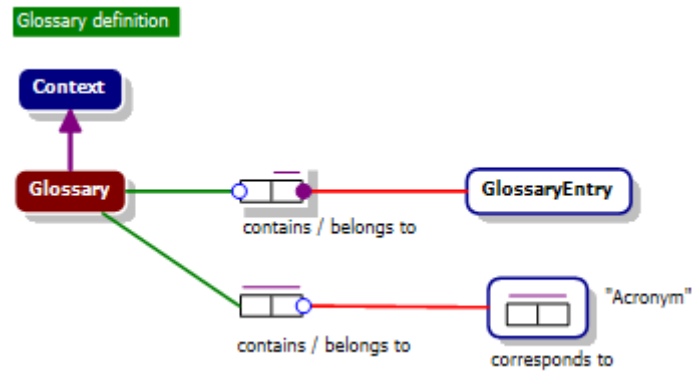 Glossary definition
Context
Glossary
GlossaryEntry
contains / belongs to
"Acronym"
contains / belongs to
corresponds to